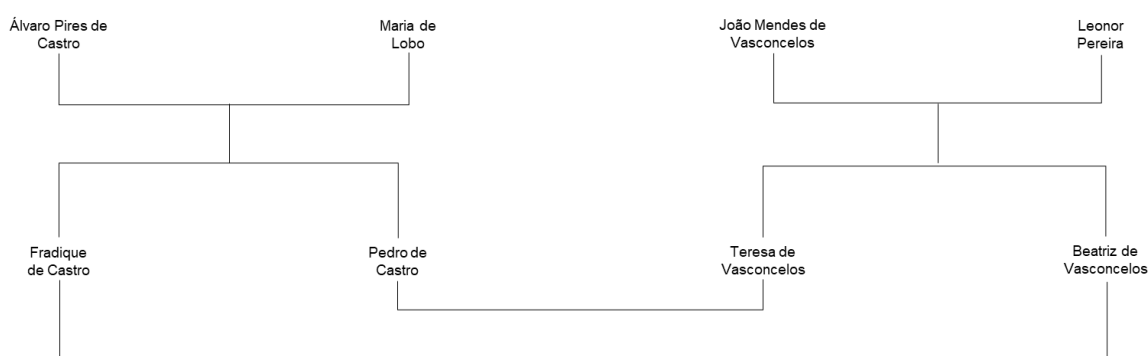 Álvaro Pires de
Castro
Maria de
Lobo
João Mendes de
Vasconcelos
Leonor
Pereira
Fradique
de Castro
Pedro de
Castro
Teresa de
Vasconcelos
Beatriz de
Vasconcelos